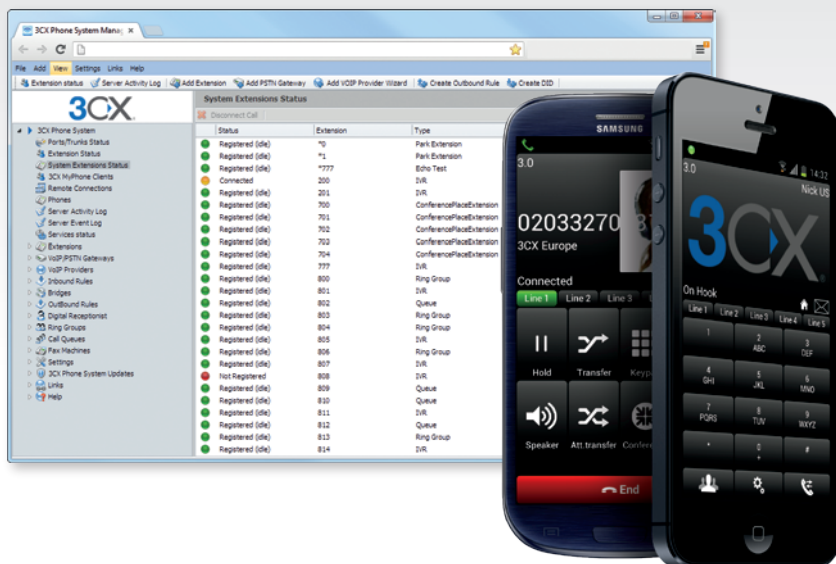 3CX Phone System Manag
File Add View Settings Links Help
Extension status Server Activity Log Add Extension Add PSTN Gateway Add VOIP Provider Wizard Create Outbound Rule Create DID
3CX
3CX Phone System
Ports/Trunks Status
Extension Status
System Extensions Status
3CX MyPhone Clients
Remote Connections
Phones
Server Activity Log
Server Event Log
Services status
Extensions
VoIP/PSTN Gateways
VoIP Providers
Inbound Rules
Bridges
OutBound Rules
Digital Receptionist
Ring Groups
Call Queues
Fax Machines
Settings
3CX Phone System Updates
Links
Help
System Extensions Status
Disconnect Call
Status Extension Type
Registered (idle) *0 Park Extension
Registered (idle) *1 Park Extension
Registered (idle) *777 Echo Test
Connected 200 IVR
Registered (idle) 201 IVR
Registered (idle) 700 ConferencePlaceExtension
Registered (idle) 701 ConferencePlaceExtension
Registered (idle) 702 ConferencePlaceExtension
Registered (idle) 703 ConferencePlaceExtension
Registered (idle) 704 ConferencePlaceExtension
Registered (idle) 777 IVR
Registered (idle) 800 Ring Group
Registered (idle) 801 IVR
Registered (idle) 802 Queue
Registered (idle) 803 Ring Group
Registered (idle) 804 Ring Group
Registered (idle) 805 IVR
Registered (idle) 806 Ring Group
Registered (idle) 807 IVR
Not Registered 808 IVR
Registered (idle) 809 Queue
Registered (idle) 810 Queue
Registered (idle) 811 IVR
Registered (idle) 812 Queue
Registered (idle) 813 Ring Group
Registered (idle) 814 IVR
SAMSUNG
3.0
02033270
3CX Europe
Connected
Line 1 Line 2 Line 3
Hold Transfer Keyp
Speaker Att.transfer Conferen
End
14:32
3.0
Nick US
3CX
On Hook
Line 1 Line 2 Line 3 Line 4 Line 5
1 2 ABC 3 DEF
4 GHI 5 JKL 6 MNO
7 PQRS 8 TUV 9 WXYZ
* 0 + #